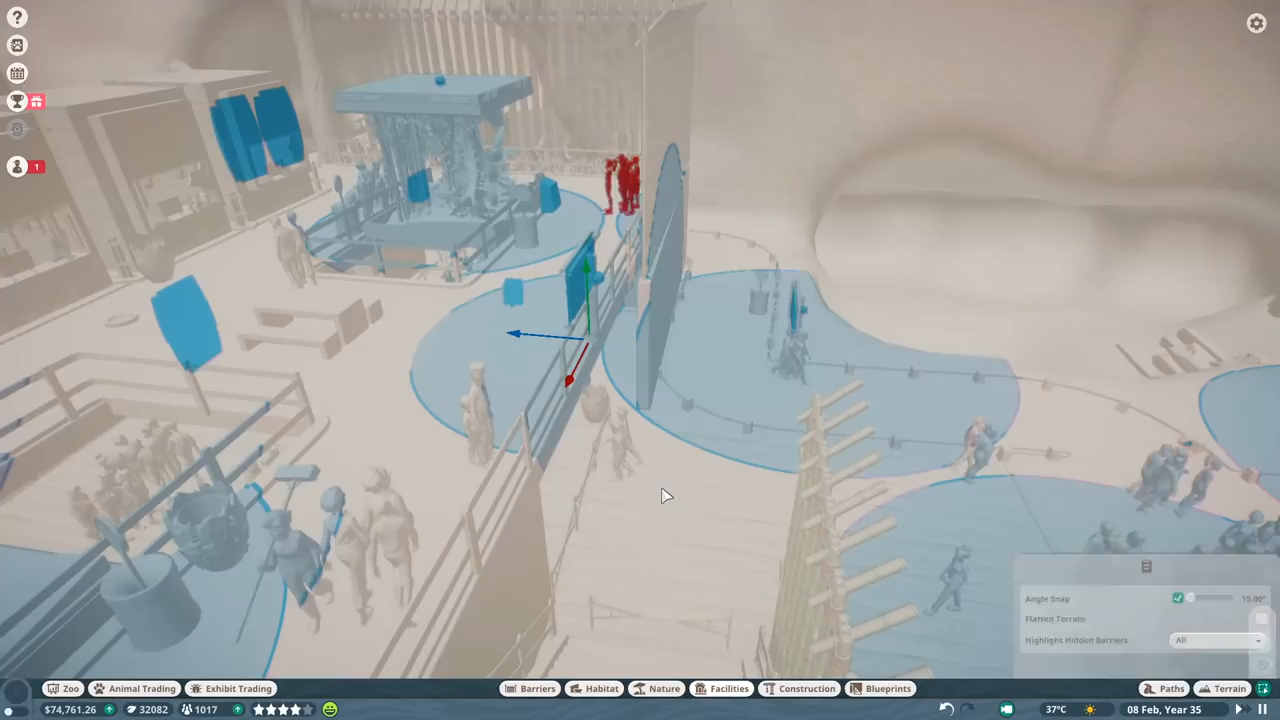 ?
1
Angle Snap 15.00°
Flatten Terrain
Highlight Hidden Barriers All
Zoo Animal Trading Exhibit Trading Barriers Habitat Nature Facilities Construction Blueprints Paths Terrain
$74,761.26 32082 1017 37°C 08 Feb, Year 35